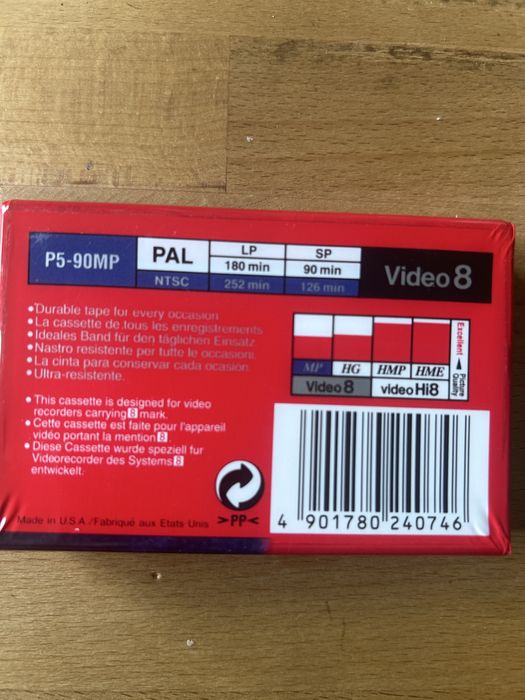 P5-90MP
PAL
LP
SP
180 min
90 min
NTSC
252 min
126 min
Video 8
•Durable tape for every occasion
•La cassette de tous les enregistrements
•Ideales Band für den täglichen Einsatz
•Nastro resistente per tutte le occasioni.
•La cinta para conservar cada ocasion.
•Ultra-resistente.
•This cassette is designed for video
recorders carrying 8 mark.
•Cette cassette est faite pour l'appareil
vidéo portant la mention 8.
•Diese Cassette wurde speziell fur
Videorecorder des Systems 8
entwickelt.
Excellent
Picture
Quality
MP
HG
HMP
HME
Video 8
video Hi8
>PP<
Made in U.S.A./Fabriqué aux Etats-Unis
4 901780 240746